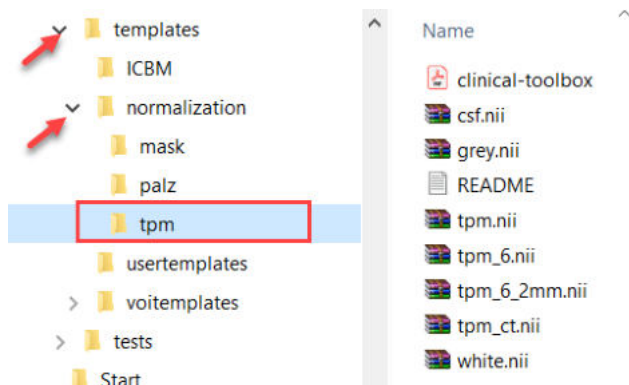 templates
ICBM
normalization
mask
palz
tpm
usertemplates
voitemplates
tests
Start
Name
clinical-toolbox
csf.nii
grey.nii
README
tpm.nii
tpm_6.nii
tpm_6_2mm.nii
tpm_ct.nii
white.nii